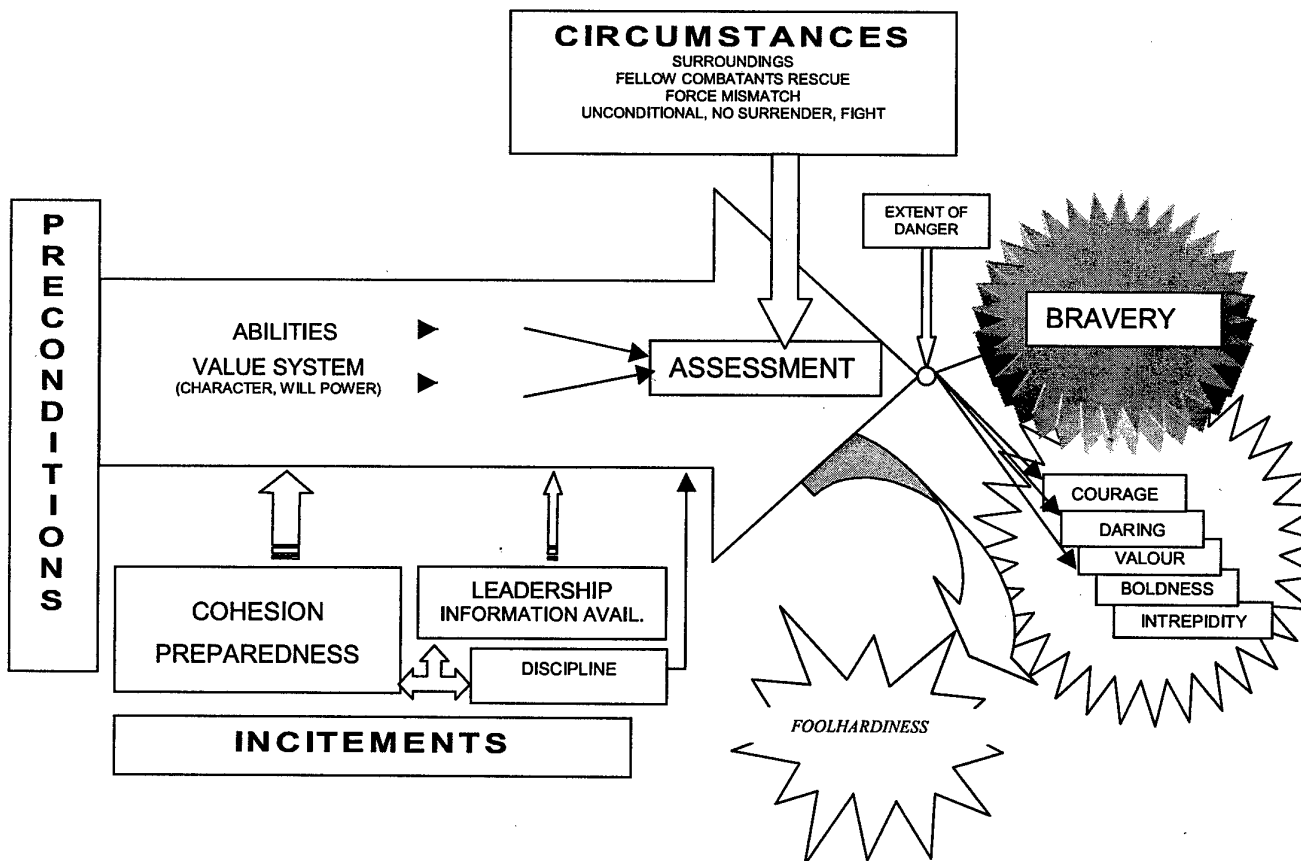 CIRCUMSTANCES
SURROUNDINGS
FELLOW COMBATANTS RESCUE
FORCE MISMATCH
UNCONDITIONAL, NO SURRENDER, FIGHT
EXTENT OF
DANGER
PRECONDITIONS
ABILITIES
VALUE SYSTEM
(CHARACTER, WILL POWER)
ASSESSMENT
BRAVERY
COURAGE
DARING
VALOUR
BOLDNESS
INTREPIDITY
COHESION
PREPAREDNESS
LEADERSHIP
INFORMATION AVAIL.
DISCIPLINE
INCITEMENTS
FOOLHARDINESS